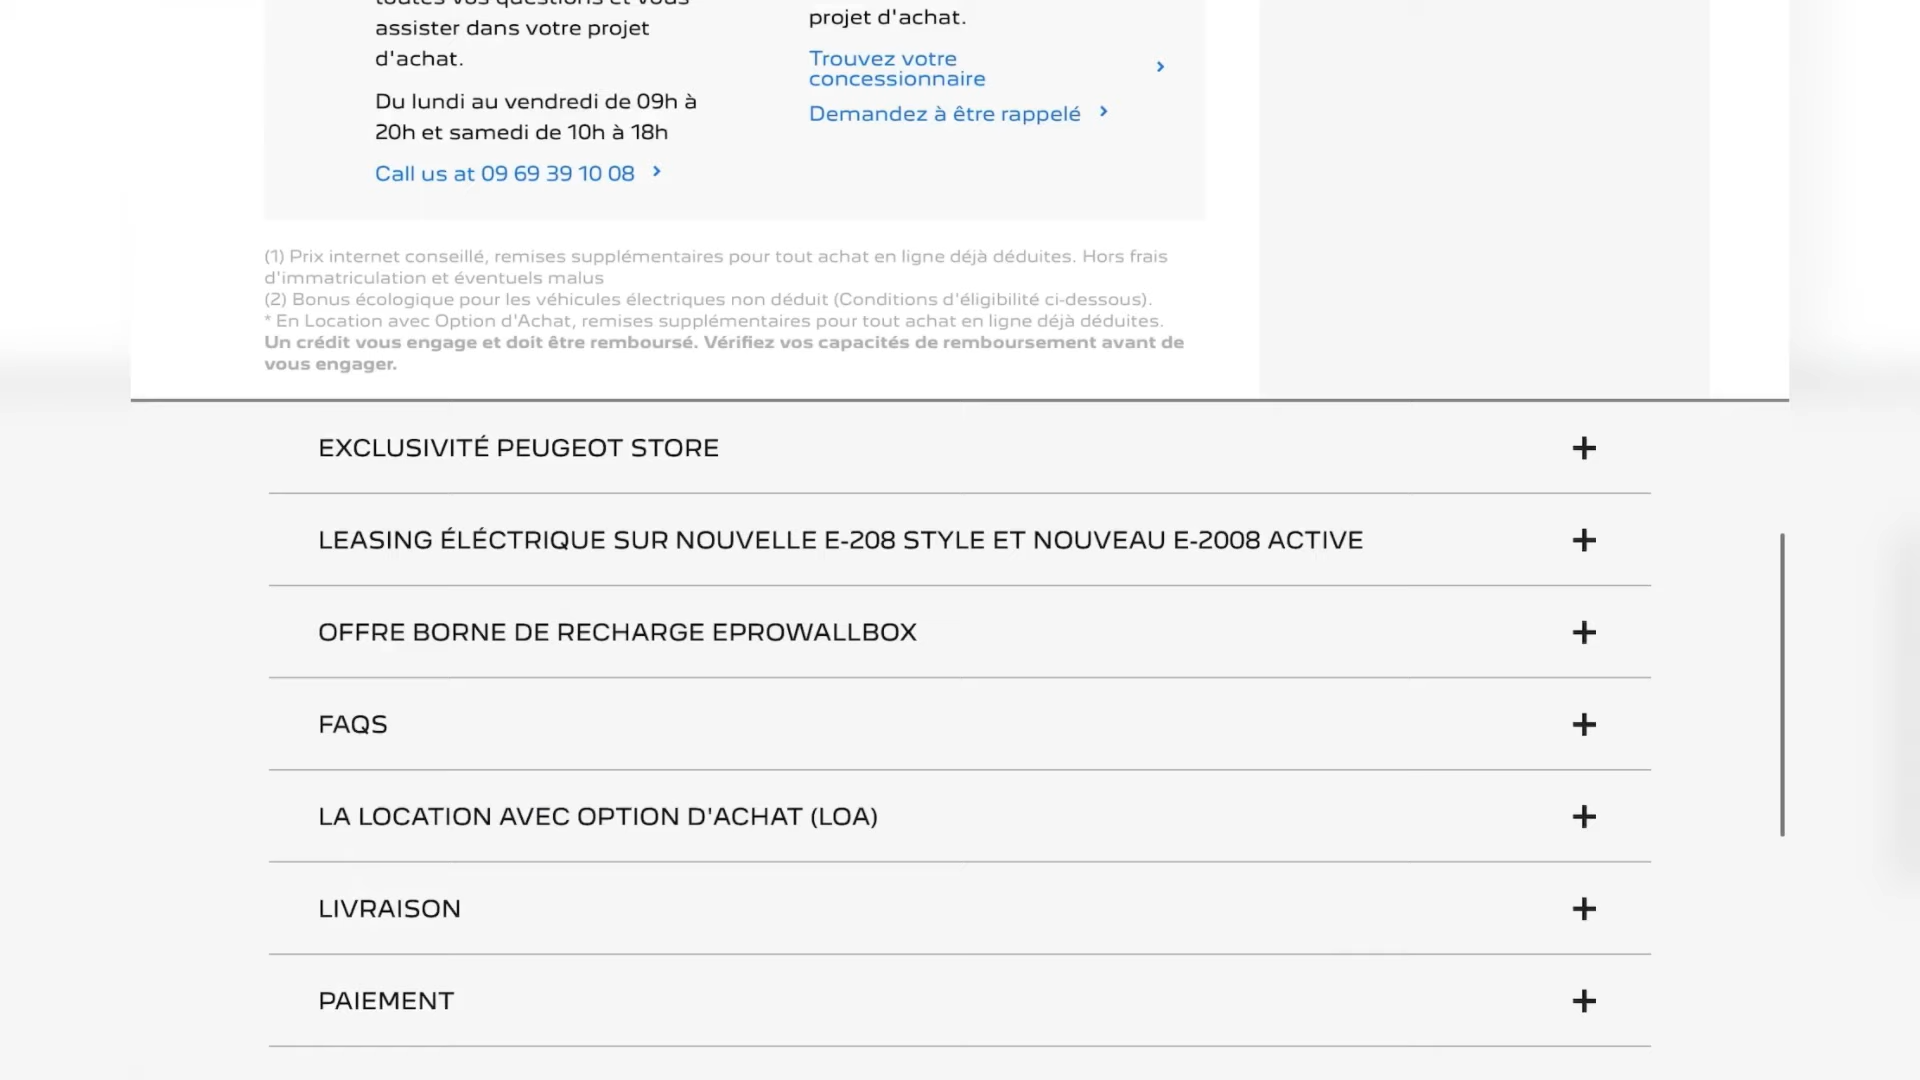 toutes vos questions et vous
assister dans votre projet
d'achat.
Du lundi au vendredi de 09h à
20h et samedi de 10h à 18h
Call us at 09 69 39 10 08
projet d'achat.
Trouvez votre
concessionnaire
Demandez à être rappelé
(1) Prix internet conseillé, remises supplémentaires pour tout achat en ligne déjà déduites. Hors frais
d'immatriculation et éventuels malus
(2) Bonus écologique pour les véhicules électriques non déduit (Conditions d'éligibilité ci-dessous).
* En Location avec Option d'Achat, remises supplémentaires pour tout achat en ligne déjà déduites.
Un crédit vous engage et doit être remboursé. Vérifiez vos capacités de remboursement avant de
vous engager.
EXCLUSIVITÉ PEUGEOT STORE
LEASING ÉLÉCTRIQUE SUR NOUVELLE E-208 STYLE ET NOUVEAU E-2008 ACTIVE
OFFRE BORNE DE RECHARGE EPROWALLBOX
FAQS
LA LOCATION AVEC OPTION D'ACHAT (LOA)
LIVRAISON
PAIEMENT